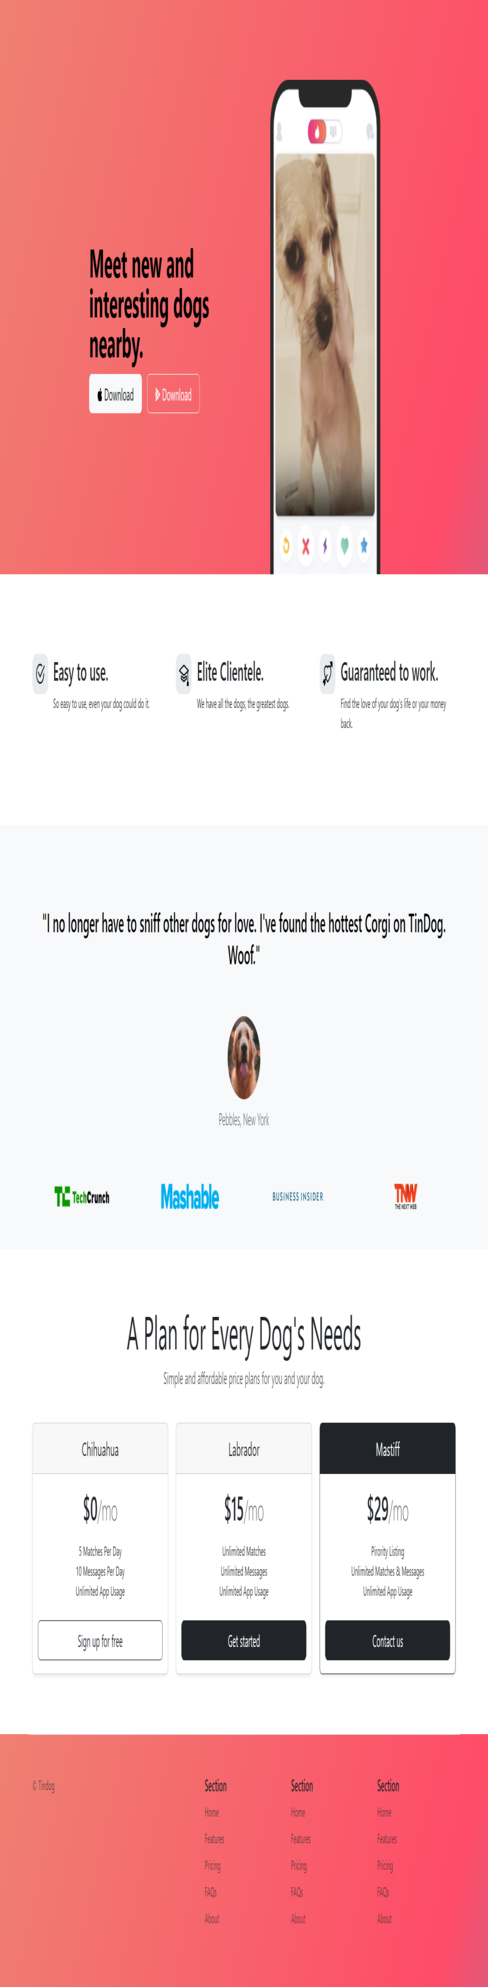 Meet new and
interesting dogs
nearby.
Download Download
Easy to use.
So easy to use, even your dog could do it.
Elite Clientele.
We have all the dogs, the greatest dogs.
Guaranteed to work.
Find the love of your dog's life or your money
back.
"I no longer have to sniff other dogs for love. I've found the hottest Corgi on TinDog.
Woof."
Pebbles, New York
TC TechCrunch
Mashable
BUSINESS INSIDER
TNW
THE NEXT WEB
A Plan for Every Dog's Needs
Simple and affordable price plans for you and your dog.
Chihuahua
$0/mo
5 Matches Per Day
10 Messages Per Day
Unlimited App Usage
Sign up for free
Labrador
$15/mo
Unlimited Matches
Unlimited Messages
Unlimited App Usage
Get started
Mastiff
$29/mo
Pirority Listing
Unlimited Matches & Messages
Unlimited App Usage
Contact us
© Tindog
Section
Home
Features
Pricing
FAQs
About
Section
Home
Features
Pricing
FAQs
About
Section
Home
Features
Pricing
FAQs
About